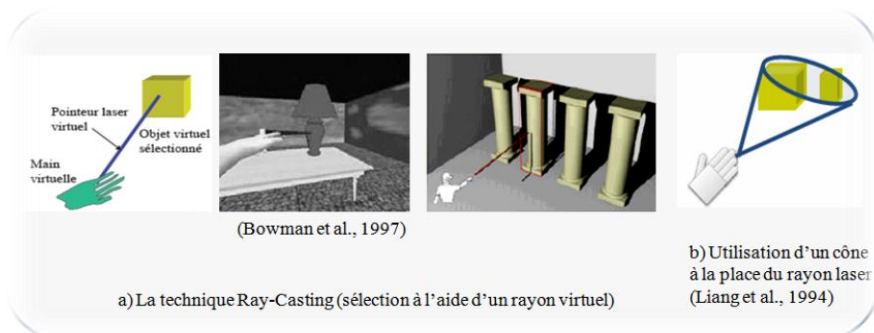 Pointeur laser
virtuel
Objet virtuel
sélectionné
Main
virtuelle
(Bowman et al., 1997)
a) La technique Ray-Casting (sélection à l'aide d'un rayon virtuel)
b) Utilisation d'un cône
à la place du rayon laser
(Liang et al., 1994)